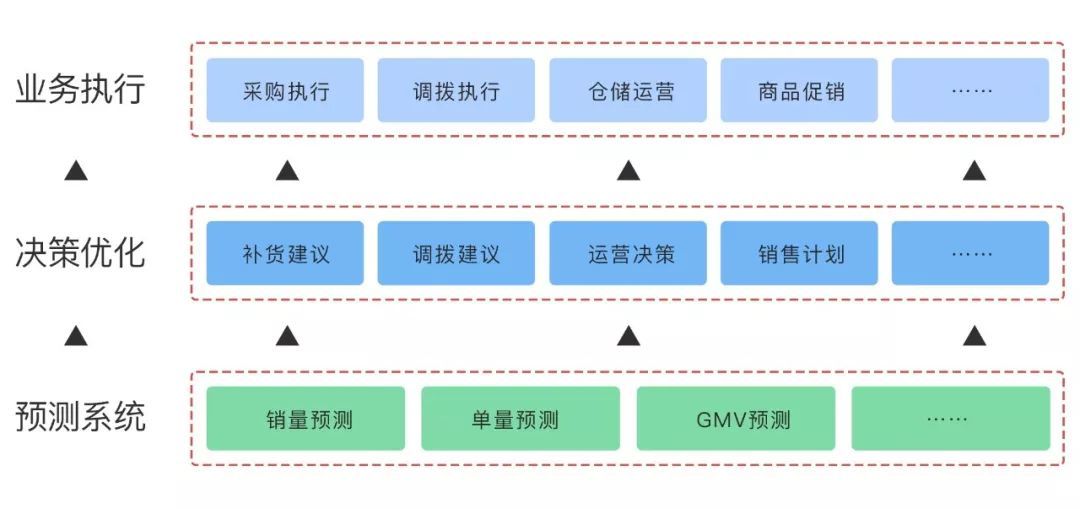 业务执行
采购执行
调拨执行
仓储运营
商品促销
……
决策优化
补货建议
调拨建议
运营决策
销售计划
……
预测系统
销量预测
单量预测
GMV预测
……